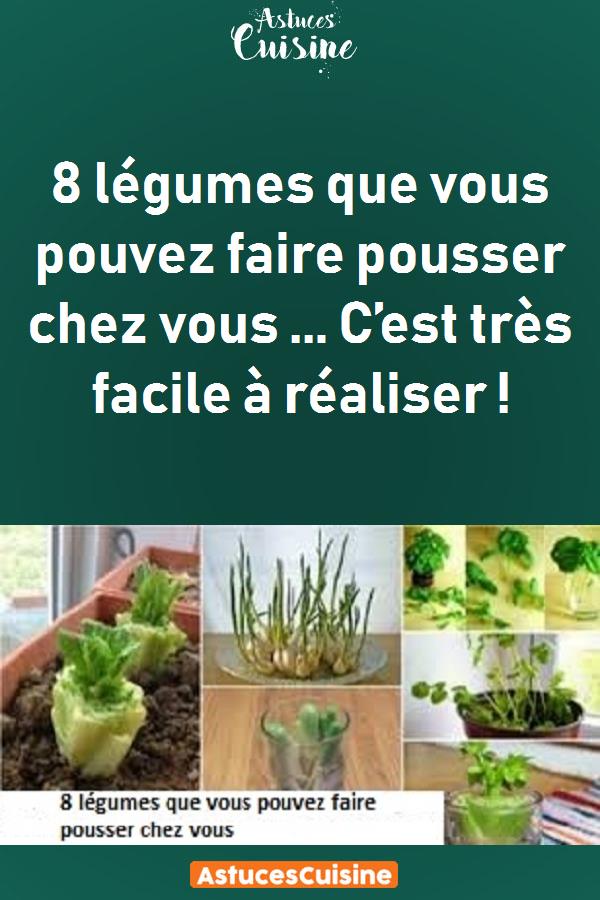 Astuces
Cuisine
8 légumes que vous
pouvez faire pousser
chez vous ... C’est très
facile à réaliser !
8 légumes que vous pouvez faire
pousser chez vous
AstucesCuisine